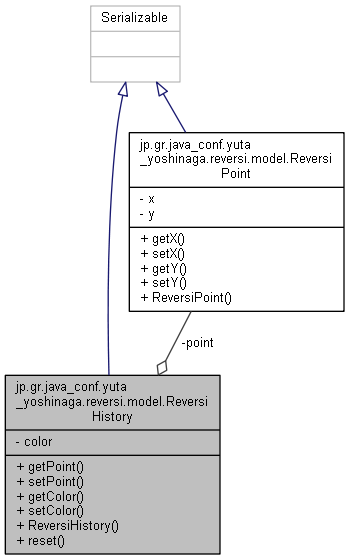 Serializable
jp.gr.java_conf.yuta
_yoshinaga.reversi.model.Reversi
Point
- x
- y
+ getX()
+ setX()
+ getY()
+ setY()
+ ReversiPoint()
-point
jp.gr.java_conf.yuta
_yoshinaga.reversi.model.Reversi
History
- color
+ getPoint()
+ setPoint()
+ getColor()
+ setColor()
+ ReversiHistory()
+ reset()